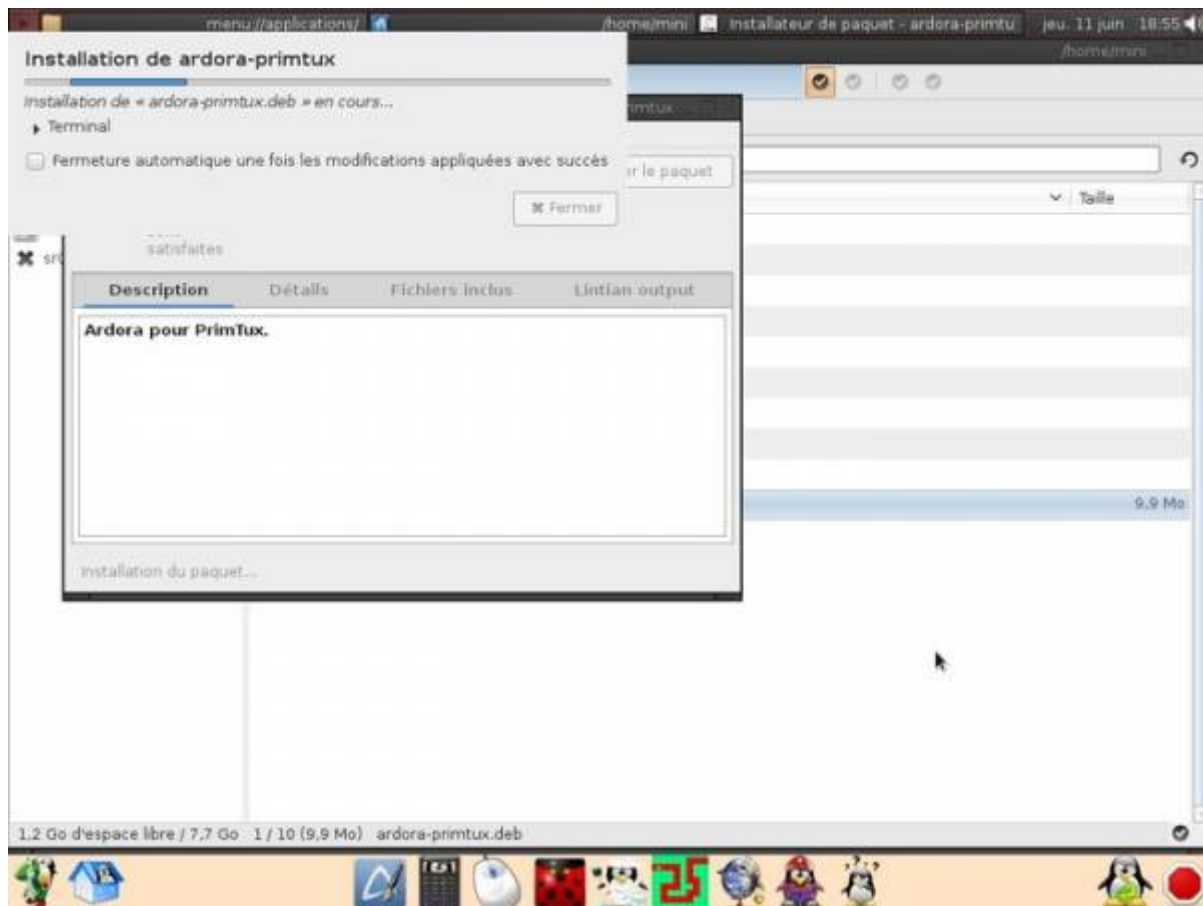 menu://applications/ /home/mini Installateur de paquet - ardora-primtu jeu. 11 juin 18:55
/home/mini
Installation de ardora-primtux
Installation de « ardora-primtux.deb » en cours...
Terminal
Fermeture automatique une fois les modifications appliquées avec succès
le paquet
Fermer
Taille
satisfaites
Description Détails Fichiers inclus Lintian output
Ardora pour PrimTux.
9,9 Mo
Installation du paquet...
1,2 Go d'espace libre / 7,7 Go 1 / 10 (9,9 Mo) ardora-primtux.deb